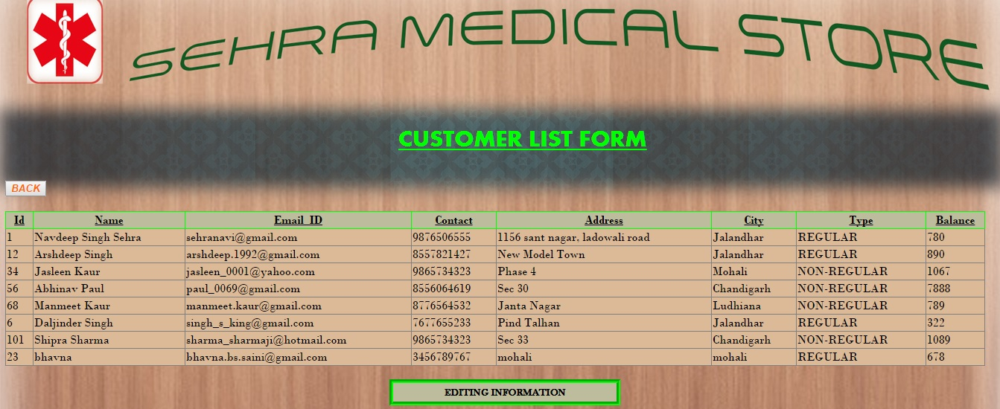 SEHRA MEDICAL STORE
CUSTOMER LIST FORM
BACK
Id Name Email_ID Contact Address City Type Balance
1 Navdeep Singh Sehra sehranavi@gmail.com 9876506555 1156 sant nagar, ladowali road Jalandhar REGULAR 780
12 Arshdeep Singh arshdeep.1992@gmail.com 8557821427 New Model Town Jalandhar REGULAR 890
34 Jasleen Kaur jasleen_0001@yahoo.com 9865734323 Phase 4 Mohali NON-REGULAR 1067
56 Abhinav Paul paul_0069@gmail.com 8556064619 Sec 30 Chandigarh NON-REGULAR 7888
68 Manmeet Kaur manmeet.kaur@gmail.com 8776564532 Janta Nagar Ludhiana NON-REGULAR 789
6 Daljinder Singh singh_s_king@gmail.com 7677655233 Pind Talhan Jalandhar REGULAR 322
101 Shipra Sharma sharma_sharmaji@hotmail.com 9865734323 Sec 33 Chandigarh NON-REGULAR 1089
23 bhavna bhavna.bs.saini@gmail.com 3456789767 mohali mohali REGULAR 678
EDITING INFORMATION